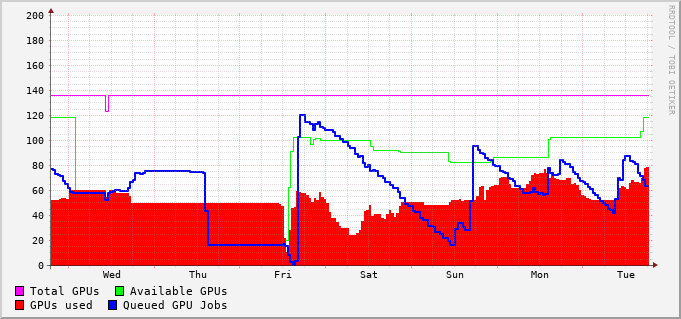 RRDTOOL / TOBI OETIKER
200
180
160
140
120
100
80
60
40
20
0
Wed Thu Fri Sat Sun Mon Tue
Total GPUs Available GPUs
GPUs used Queued GPU Jobs